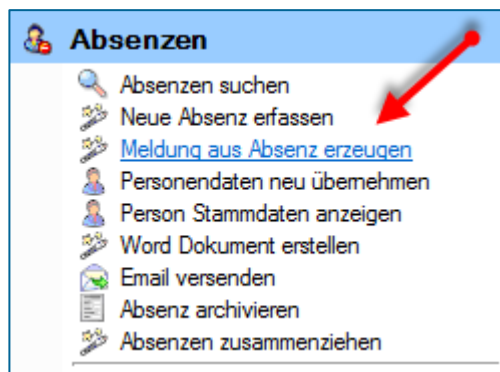 Absenzen
Absenzen suchen
Neue Absenz erfassen
Meldung aus Absenz erzeugen
Personendaten neu übernehmen
Person Stammdaten anzeigen
Word Dokument erstellen
Email versenden
Absenz archivieren
Absenzen zusammenziehen